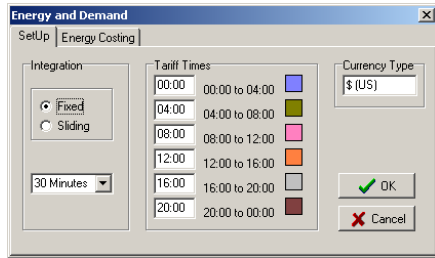 Energy and Demand
SetUp Energy Costing
Integration
Fixed
Sliding
30 Minutes
Tariff Times
00:00 00:00 to 04:00
04:00 04:00 to 08:00
08:00 08:00 to 12:00
12:00 12:00 to 16:00
16:00 16:00 to 20:00
20:00 20:00 to 00:00
Currency Type
$ (US)
OK
Cancel